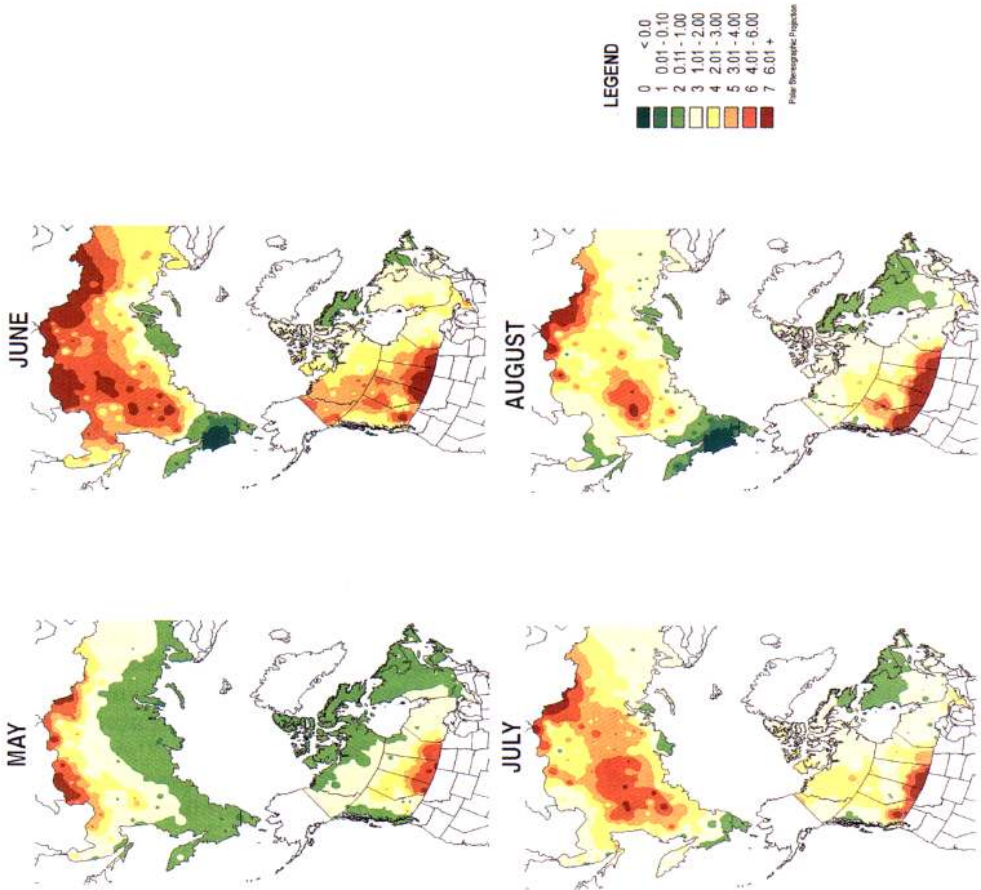 MAY
JUNE
JULY
AUGUST
LEGEND
0 < 0.0
1 0.01 - 0.10
2 0.11 - 1.00
3 1.01 - 2.00
4 2.01 - 3.00
5 3.01 - 4.00
6 4.01 - 6.00
7 6.01 +
Polar Stereographic Projection